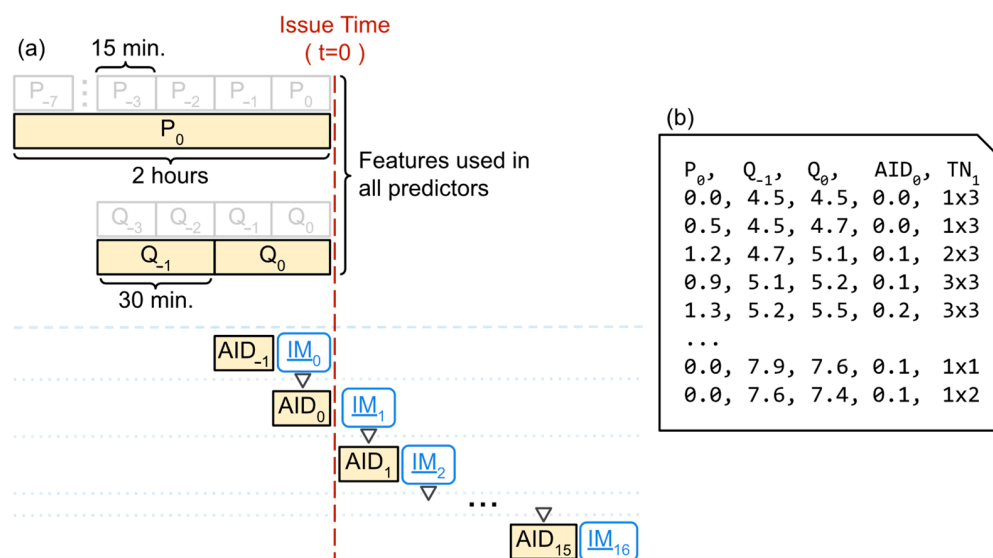 Issue Time
( t=0 )
(a)
15 min.
P₋₇ ⋮ P₋₃ P₋₂ P₋₁ P₀
P₀
2 hours
Features used in
all predictors
Q₋₃ Q₋₂ Q₋₁ Q₀
Q₋₁ Q₀
30 min.
AID₋₁ IM₀
AID₀ IM₁
AID₁ IM₂
...
AID₁₅ IM₁₆
(b)
P₀, Q₋₁, Q₀, AID₀, TN₁
0.0, 4.5, 4.5, 0.0, 1x3
0.5, 4.5, 4.7, 0.0, 1x3
1.2, 4.7, 5.1, 0.1, 2x3
0.9, 5.1, 5.2, 0.1, 3x3
1.3, 5.2, 5.5, 0.2, 3x3
...
0.0, 7.9, 7.6, 0.1, 1x1
0.0, 7.6, 7.4, 0.1, 1x2